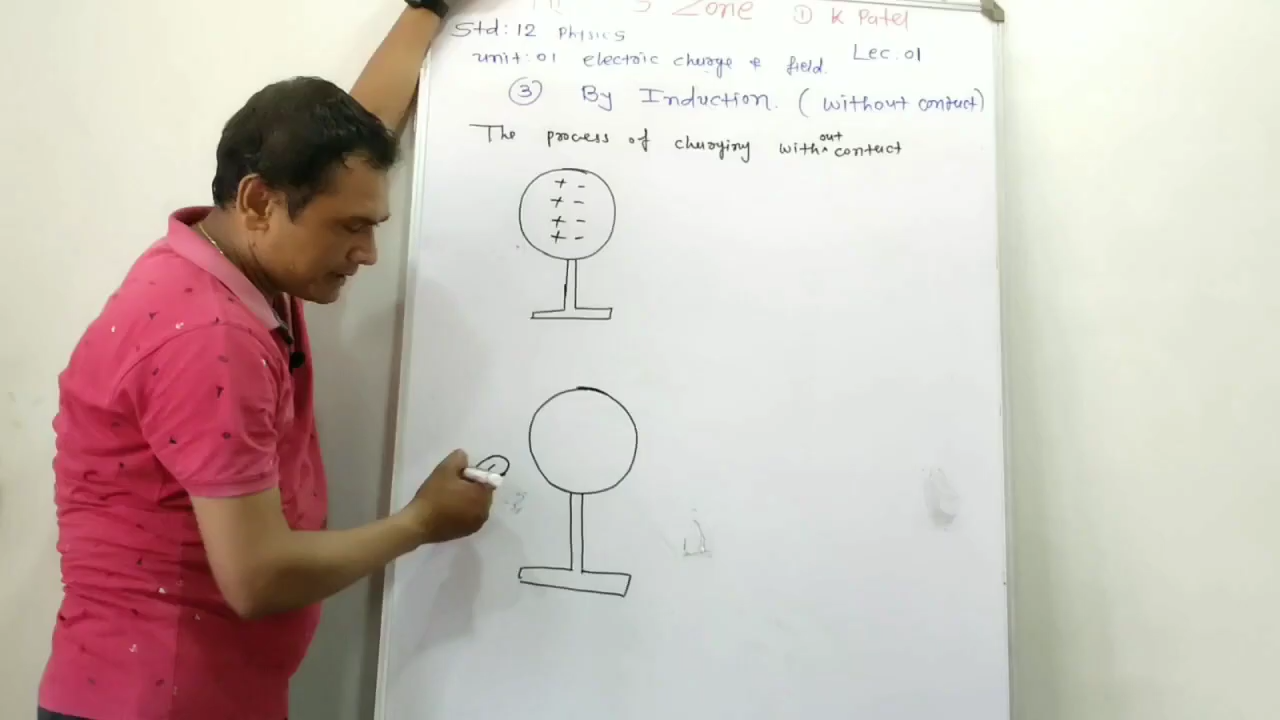 Zone ① K Patel
Std: 12 Physics
unit: 01 electric charge & field. Lec. 01
③ By Induction. (without contact)
The process of charging without contact
+ -
+ -
+ -
+ -